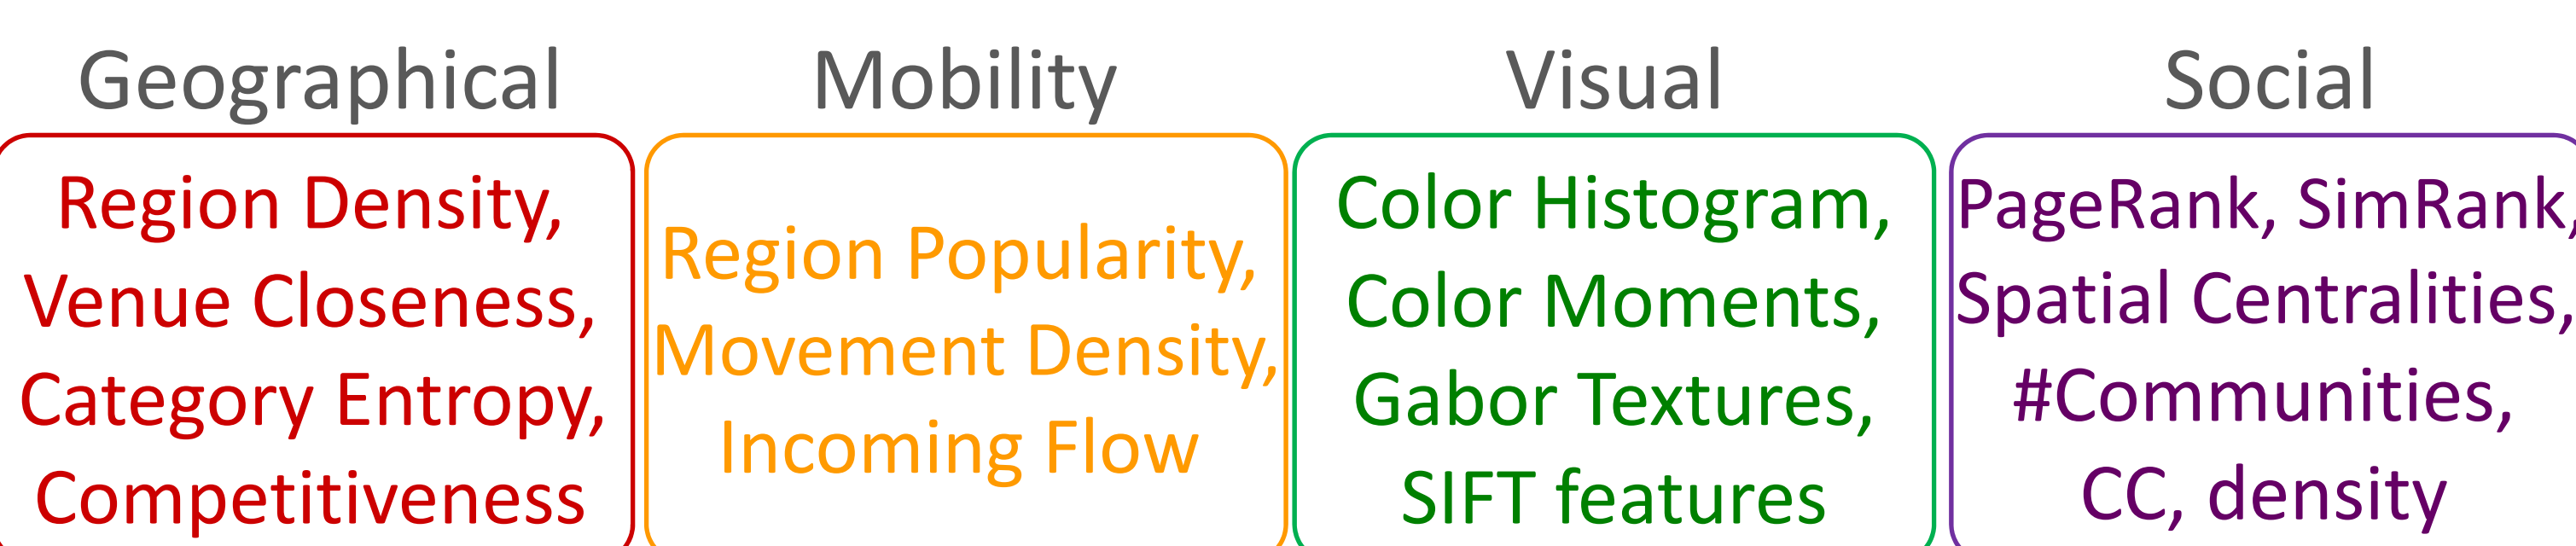 Geographical
Region Density,
Venue Closeness,
Category Entropy,
Competitiveness
Mobility
Region Popularity,
Movement Density,
Incoming Flow
Visual
Color Histogram,
Color Moments,
Gabor Textures,
SIFT features
Social
PageRank, SimRank,
Spatial Centralities,
#Communities,
CC, density